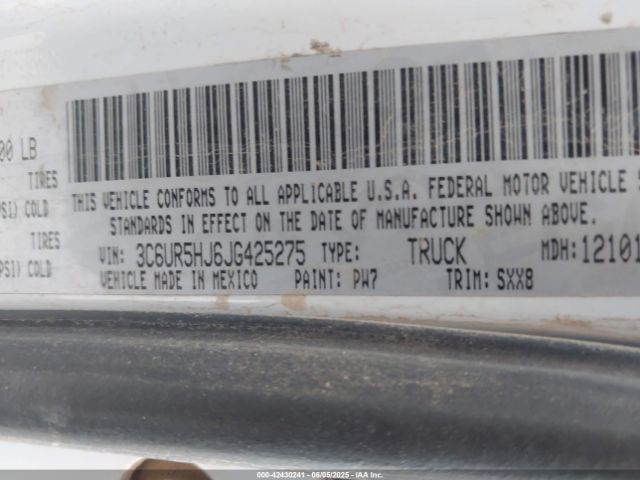 00 LB
TIRES
PSI) COLD
TIRES
PSI) COLD
THIS VEHICLE CONFORMS TO ALL APPLICABLE U.S.A. FEDERAL MOTOR VEHICLE S
STANDARDS IN EFFECT ON THE DATE OF MANUFACTURE SHOWN ABOVE.
VIN: 3C6UR5HJ6JG425275 TYPE: TRUCK MDH: 12101
VEHICLE MADE IN MEXICO PAINT: PW7 TRIM: SXX8
000-42430241 - 06/05/2025 - IAA Inc.